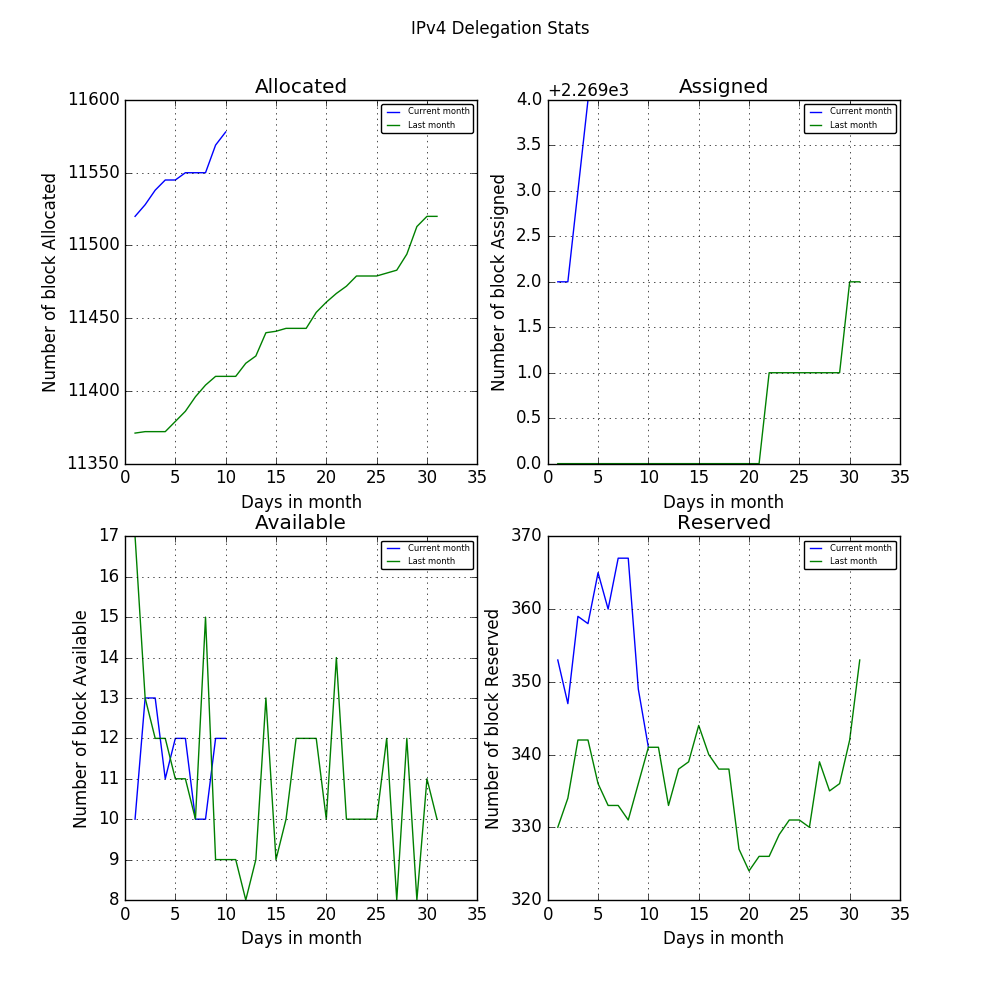 IPv4 Delegation Stats
Allocated
Number of block Allocated
11600
11550
11500
11450
11400
11350
0 5 10 15 20 25 30 35
Days in month
Current month
Last month
Assigned
+2.269e3
Number of block Assigned
4.0
3.5
3.0
2.5
2.0
1.5
1.0
0.5
0.0
0 5 10 15 20 25 30 35
Days in month
Current month
Last month
Available
Number of block Available
17
16
15
14
13
12
11
10
9
8
0 5 10 15 20 25 30 35
Days in month
Current month
Last month
Reserved
Number of block Reserved
370
360
350
340
330
320
0 5 10 15 20 25 30 35
Days in month
Current month
Last month